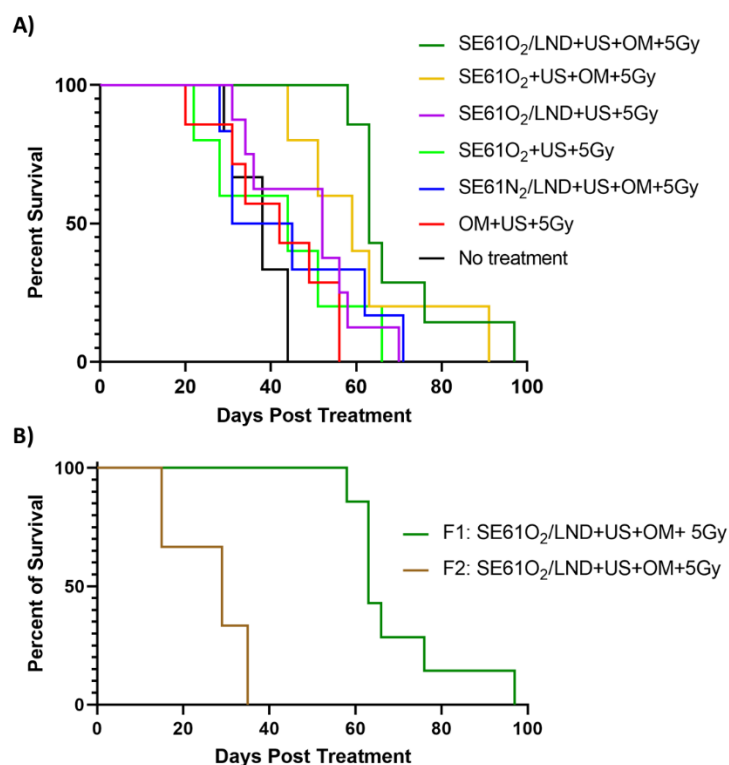 A)
SE61O₂/LND+US+OM+5Gy
SE61O₂+US+OM+5Gy
SE61O₂/LND+US+5Gy
SE61O₂+US+5Gy
SE61N₂/LND+US+OM+5Gy
OM+US+5Gy
No treatment
Percent Survival
100
50
0
0 20 40 60 80 100
Days Post Treatment
B)
F1: SE61O₂/LND+US+OM+ 5Gy
F2: SE61O₂/LND+US+OM+5Gy
Percent of Survival
100
50
0
0 20 40 60 80 100
Days Post Treatment